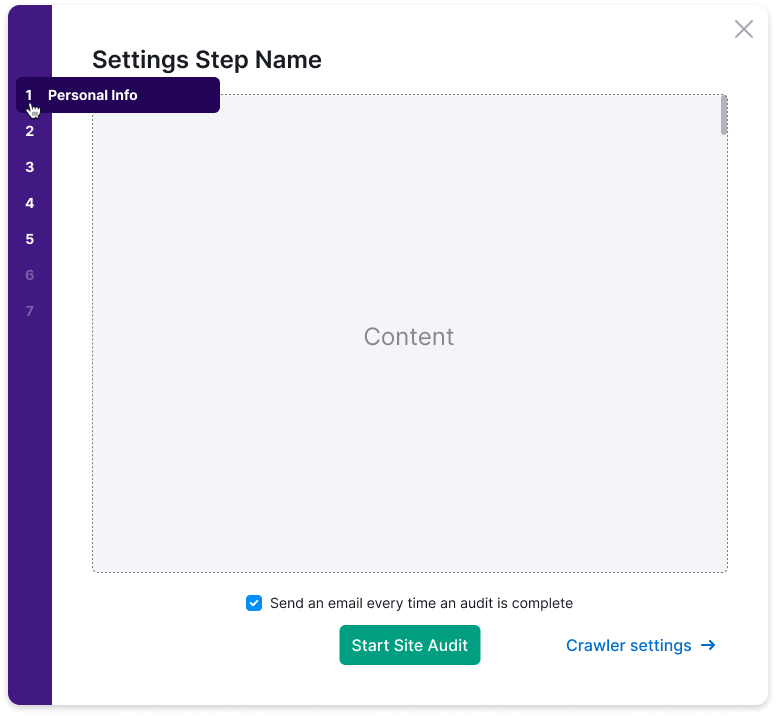 Settings Step Name
1 Personal Info
2
3
4
5
6
7
Content
Send an email every time an audit is complete
Start Site Audit
Crawler settings →